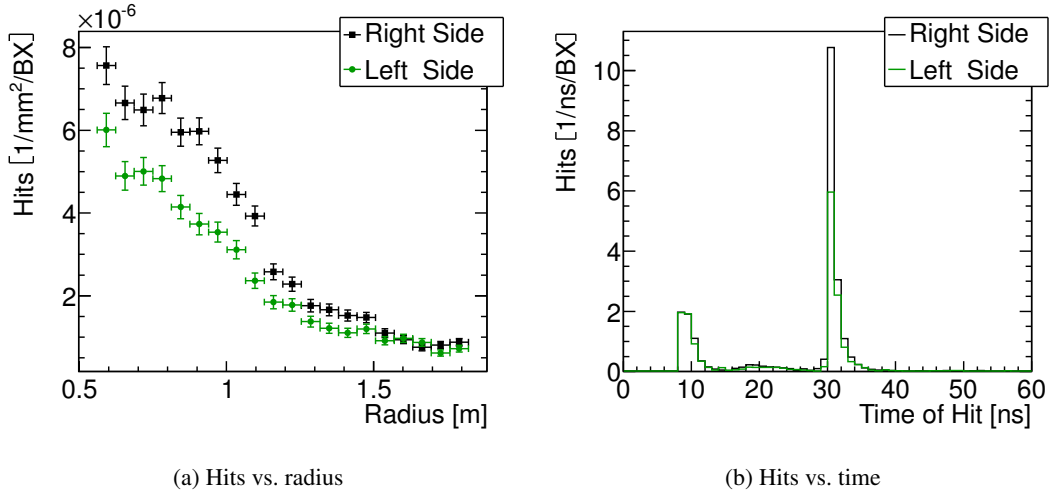 ×10⁻⁶
Hits [1/mm²/BX]
8
6
4
2
0.5 1 1.5
Radius [m]
Right Side
Left Side
Hits [1/ns/BX]
10
8
6
4
2
0
0 10 20 30 40 50 60
Time of Hit [ns]
Right Side
Left Side
(a) Hits vs. radius
(b) Hits vs. time